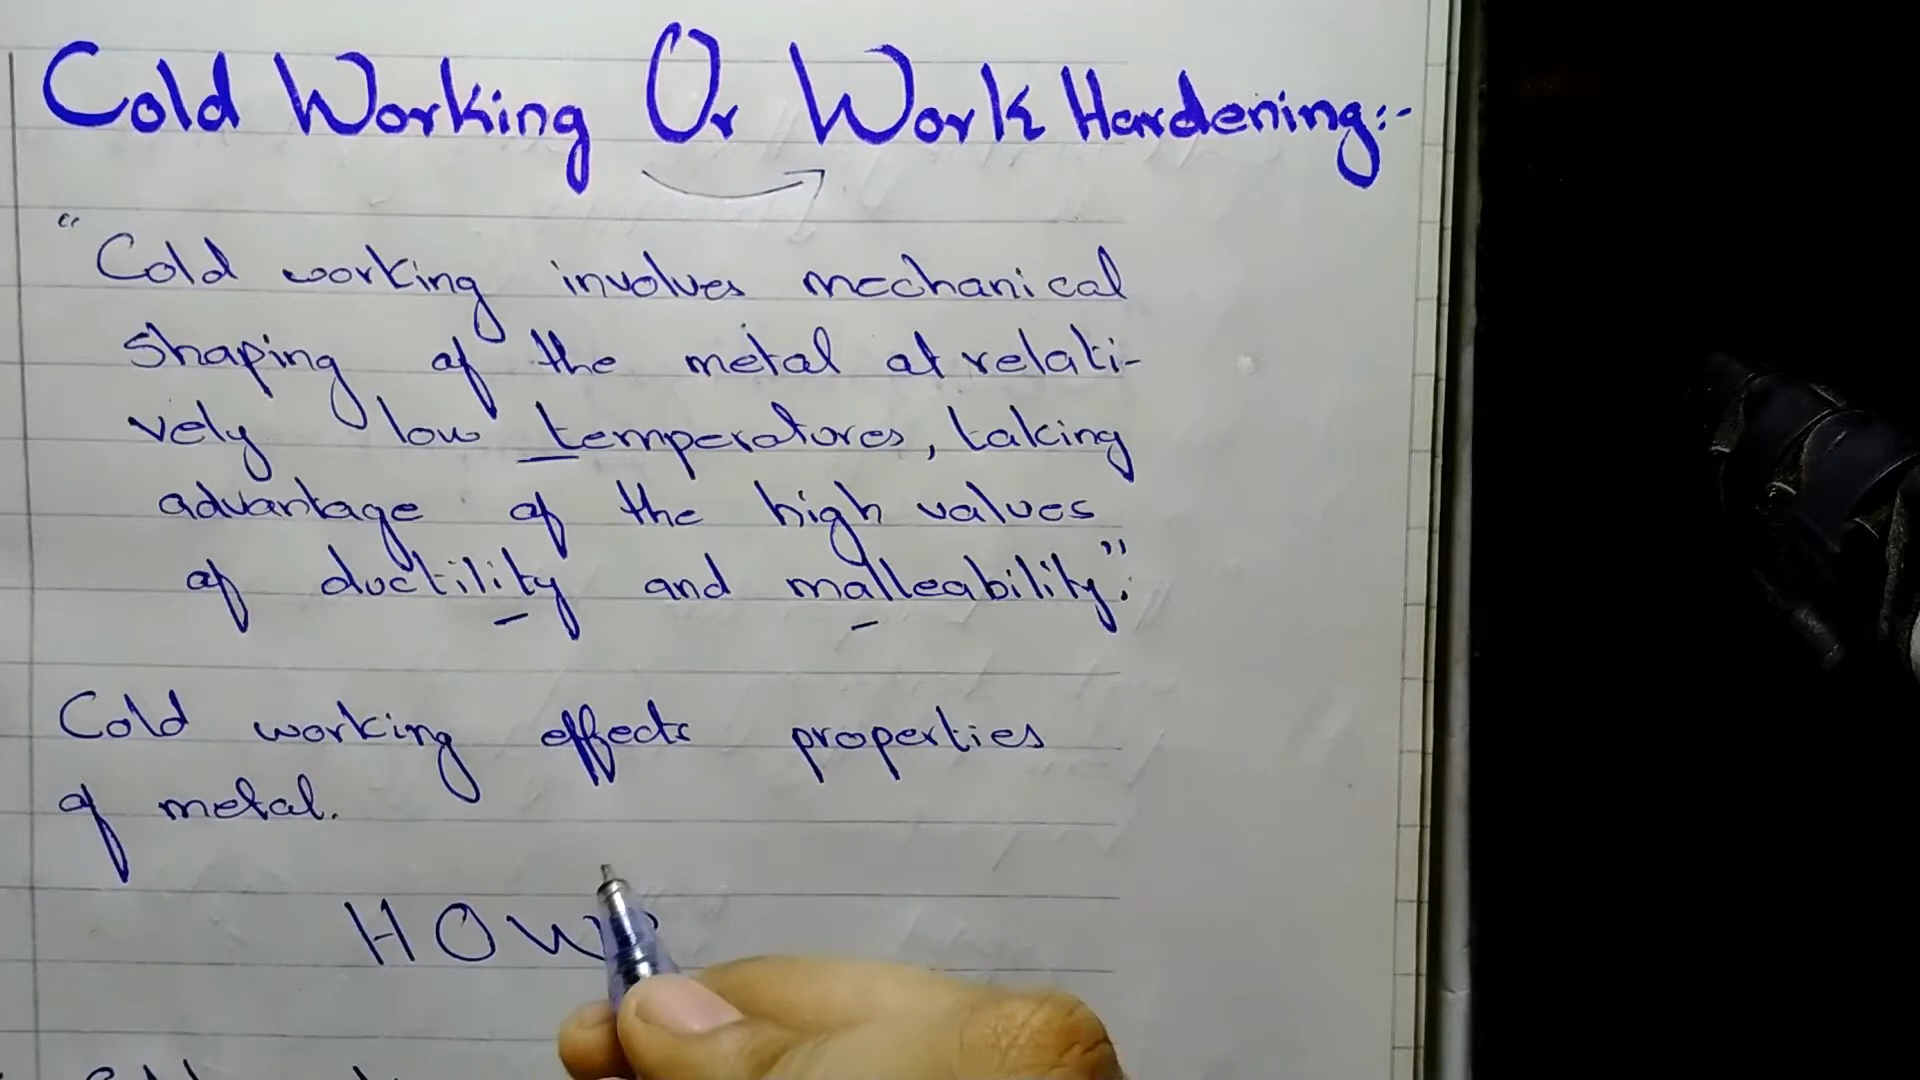 Cold Working Or Work Hardening:-
"Cold working involves mechanical
shaping of the metal at relati-
vely low temperatures, taking
advantage of the high values
of ductility and malleability."
Cold working effects properties
of metal.
HOW